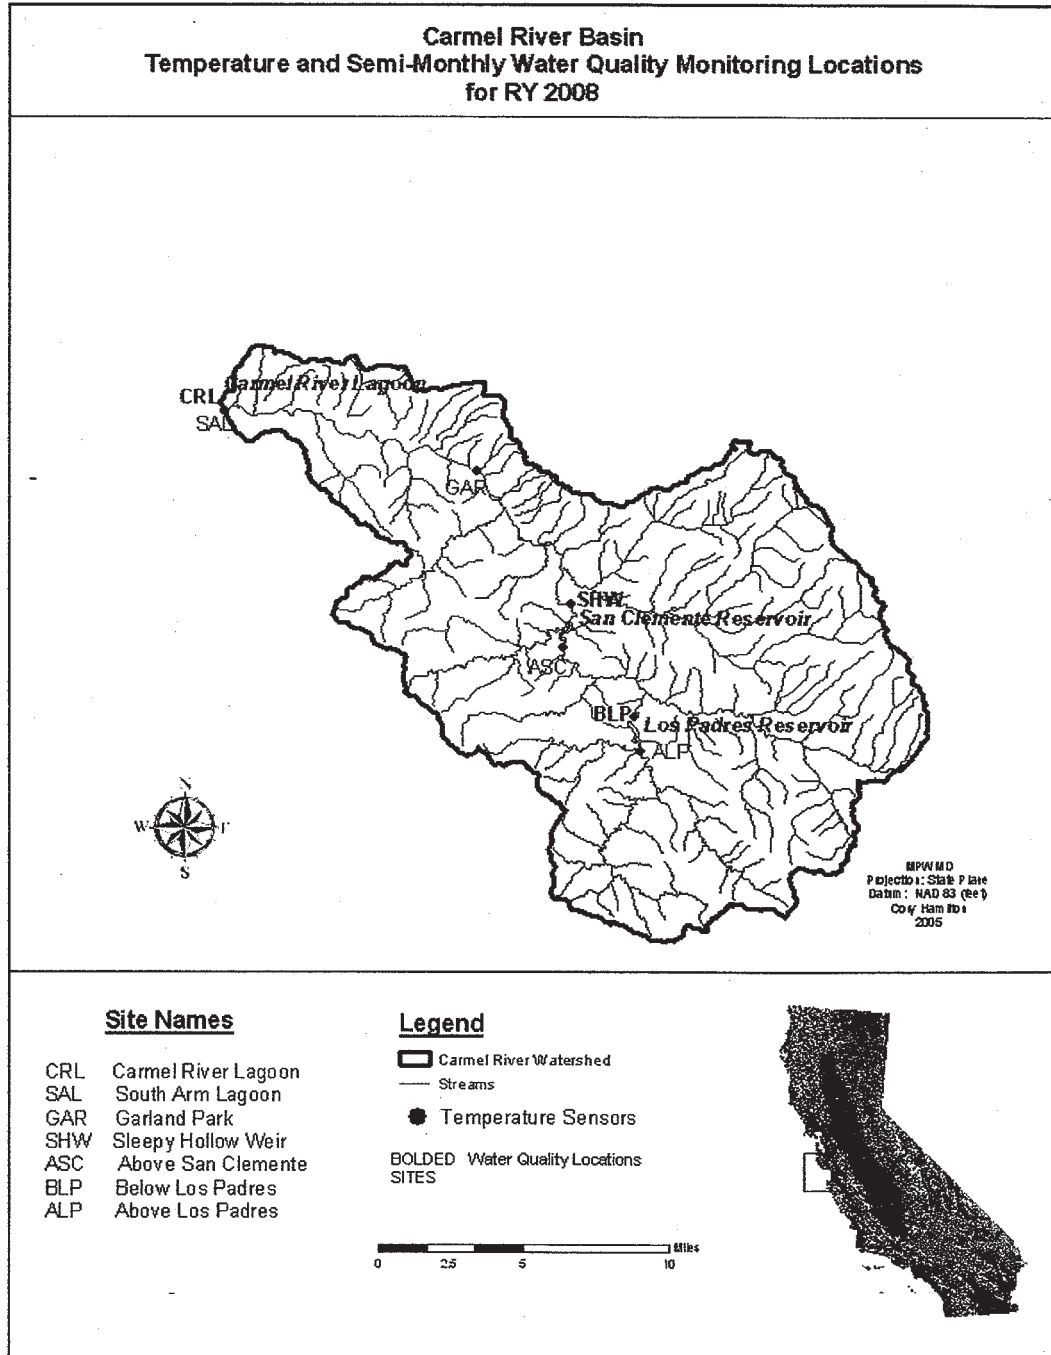 Carmel River Basin
Temperature and Semi-Monthly Water Quality Monitoring Locations
for RY 2008
Carmel River Lagoon
CRL
SAL
GAR
SHW
San Clemente Reservoir
ASC
BLP
Los Padres Reservoir
ALP
N
W
S
MPWMD
Projection: State Plane
Datum: NAD 83 (feet)
Cory Hamilton
2005
Site Names
CRL Carmel River Lagoon
SAL South Arm Lagoon
GAR Garland Park
SHW Sleepy Hollow Weir
ASC Above San Clemente
BLP Below Los Padres
ALP Above Los Padres
Legend
Carmel River Watershed
Streams
Temperature Sensors
BOLDED Water Quality Locations
SITES
Miles
0 2.5 5 10